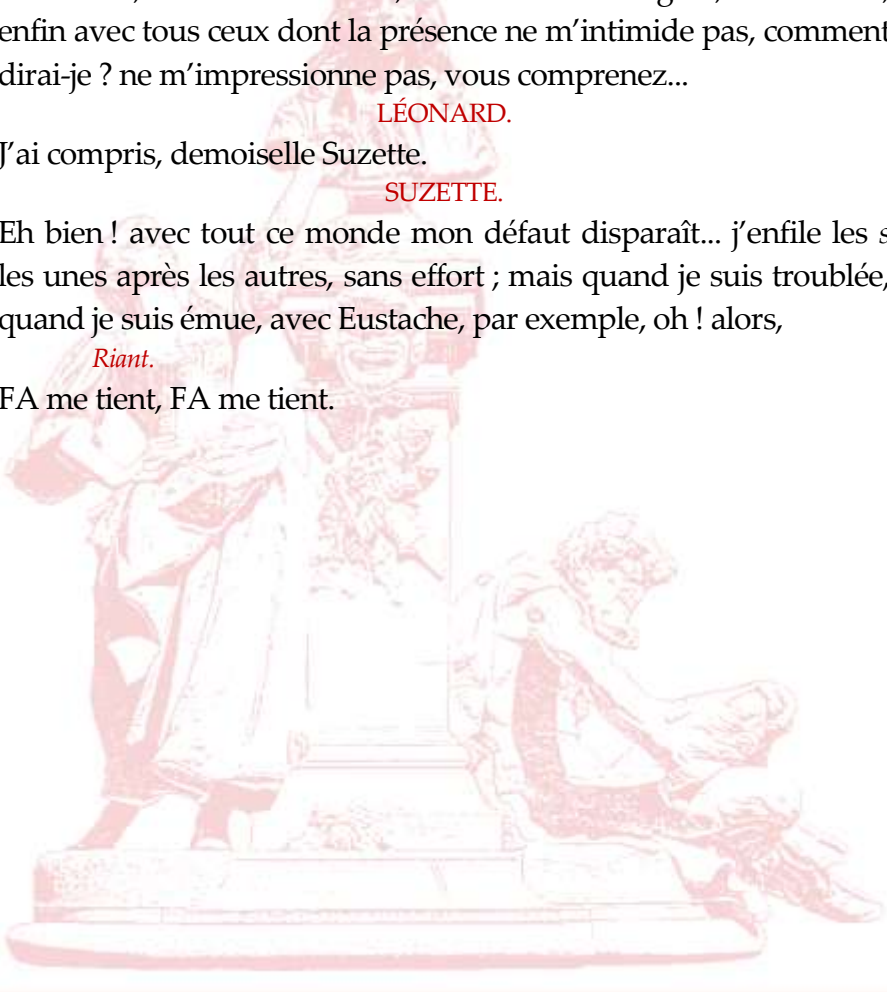 enfin avec tous ceux dont la présence ne m’intimide pas, comment
dirai-je ? ne m’impressionne pas, vous comprenez...
LÉONARD.
J’ai compris, demoiselle Suzette.
SUZETTE.
Eh bien ! avec tout ce monde mon défaut disparaît... j’enfile les s
les unes après les autres, sans effort ; mais quand je suis troublée,
quand je suis émue, avec Eustache, par exemple, oh ! alors,
Riant.
FA me tient, FA me tient.